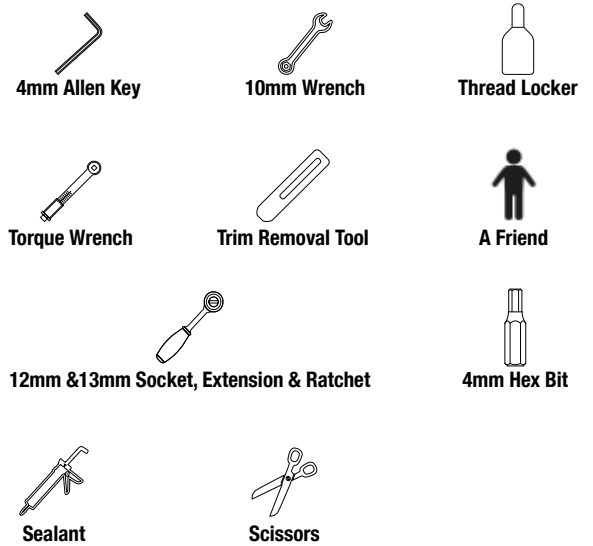 4mm Allen Key
10mm Wrench
Thread Locker
Torque Wrench
Trim Removal Tool
A Friend
12mm &13mm Socket, Extension & Ratchet
4mm Hex Bit
Sealant
Scissors